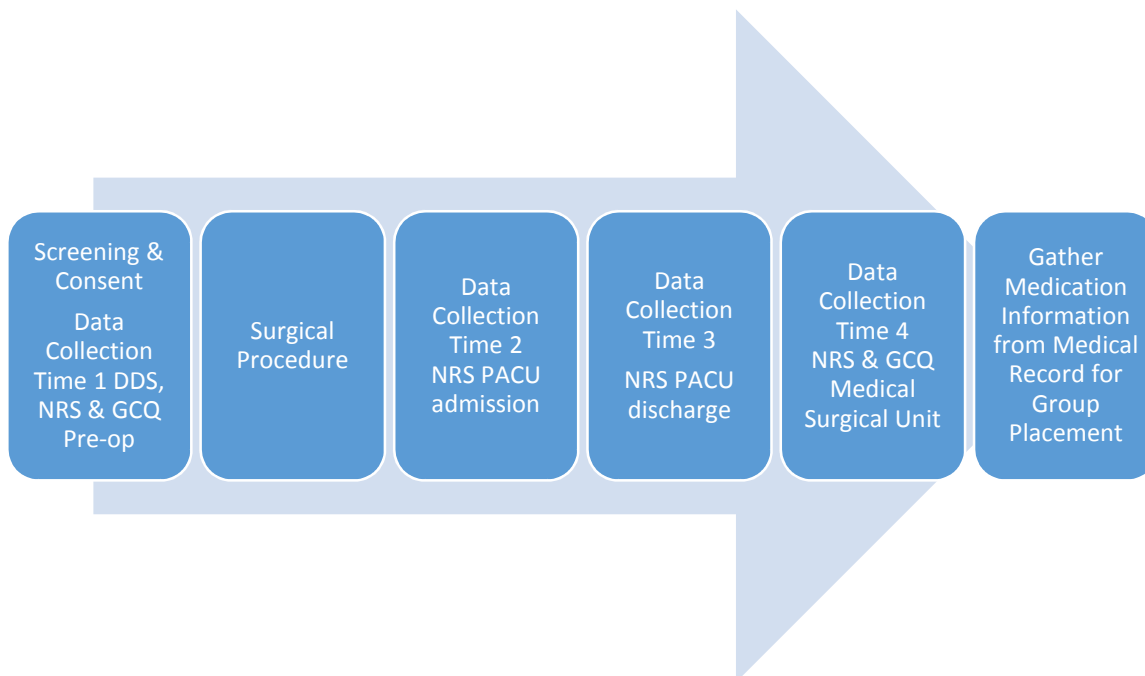 Screening &
Consent
Data
Collection
Time 1 DDS,
NRS & GCQ
Pre-op
Surgical
Procedure
Data
Collection
Time 2
NRS PACU
admission
Data
Collection
Time 3
NRS PACU
discharge
Data
Collection
Time 4
NRS & GCQ
Medical
Surgical Unit
Gather
Medication
Information
from Medical
Record for
Group
Placement